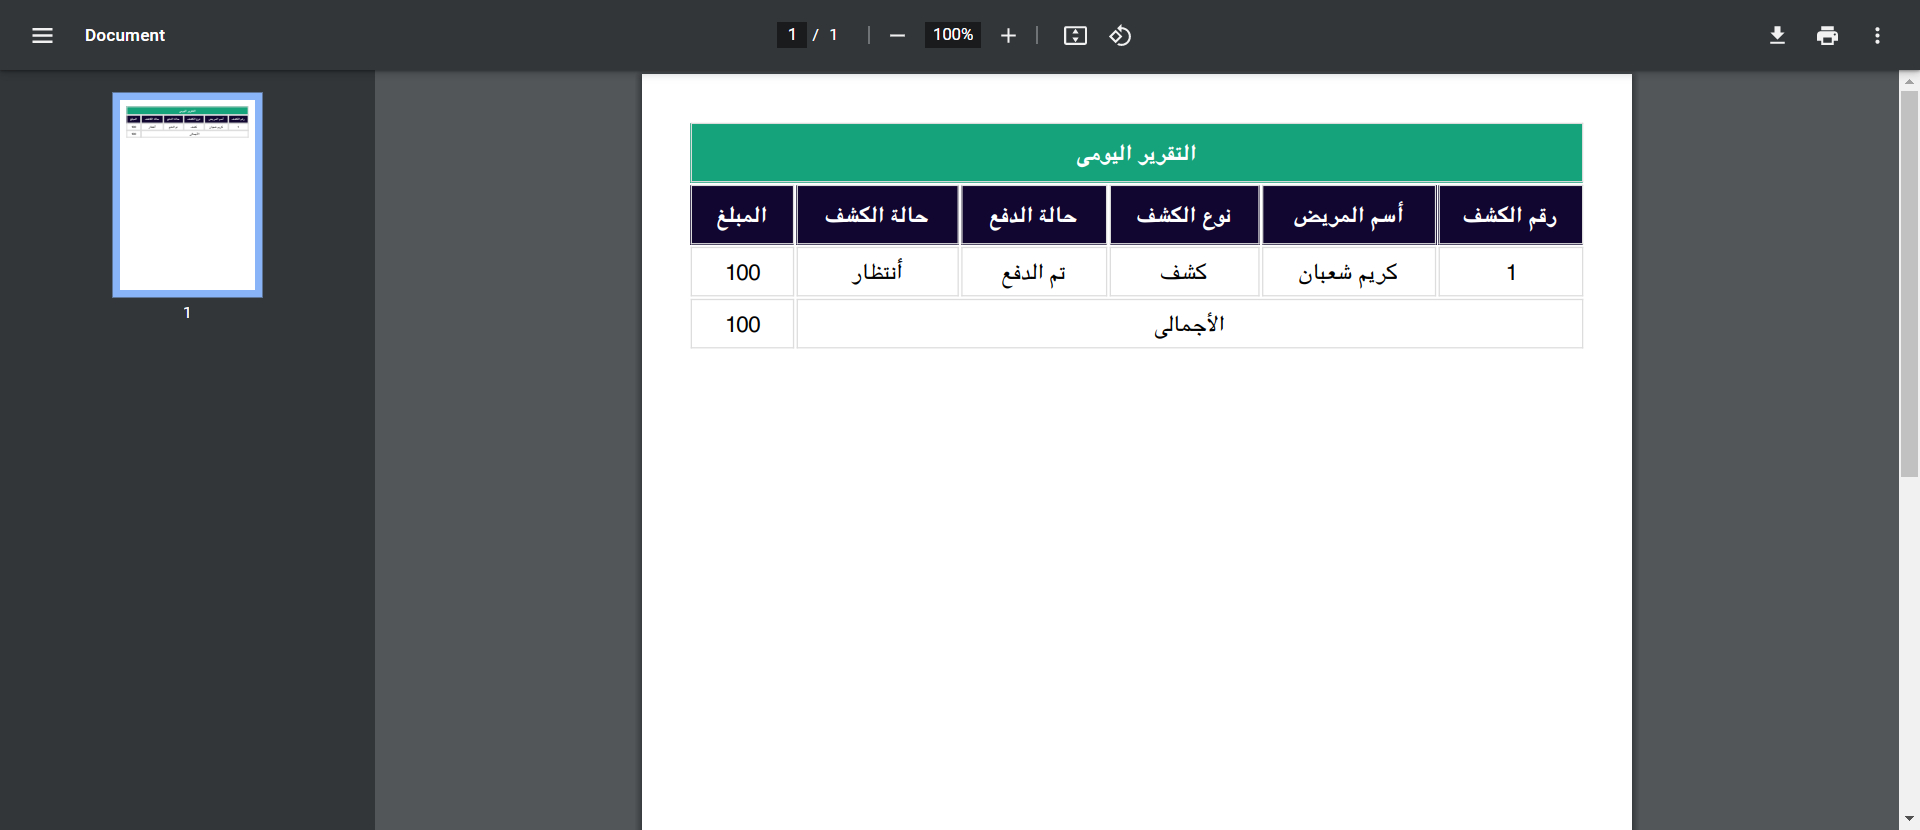 Document
1 / 1
100%
1
التقرير اليومى
رقم الكشف أسم المريض نوع الكشف حالة الدفع حالة الكشف المبلغ
1 كريم شعبان كشف تم الدفع أنتظار 100
الأجمالى 100